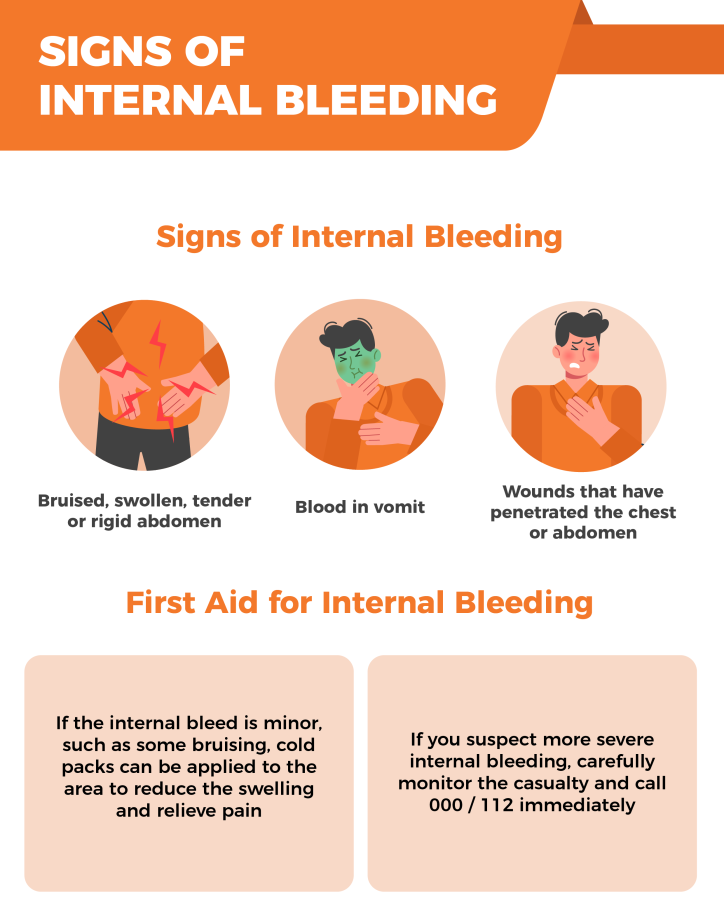 SIGNS OF
INTERNAL BLEEDING
Signs of Internal Bleeding
Bruised, swollen, tender
or rigid abdomen
Blood in vomit
Wounds that have
penetrated the chest
or abdomen
First Aid for Internal Bleeding
If the internal bleed is minor,
such as some bruising, cold
packs can be applied to the
area to reduce the swelling
and relieve pain
If you suspect more severe
internal bleeding, carefully
monitor the casualty and call
000 / 112 immediately